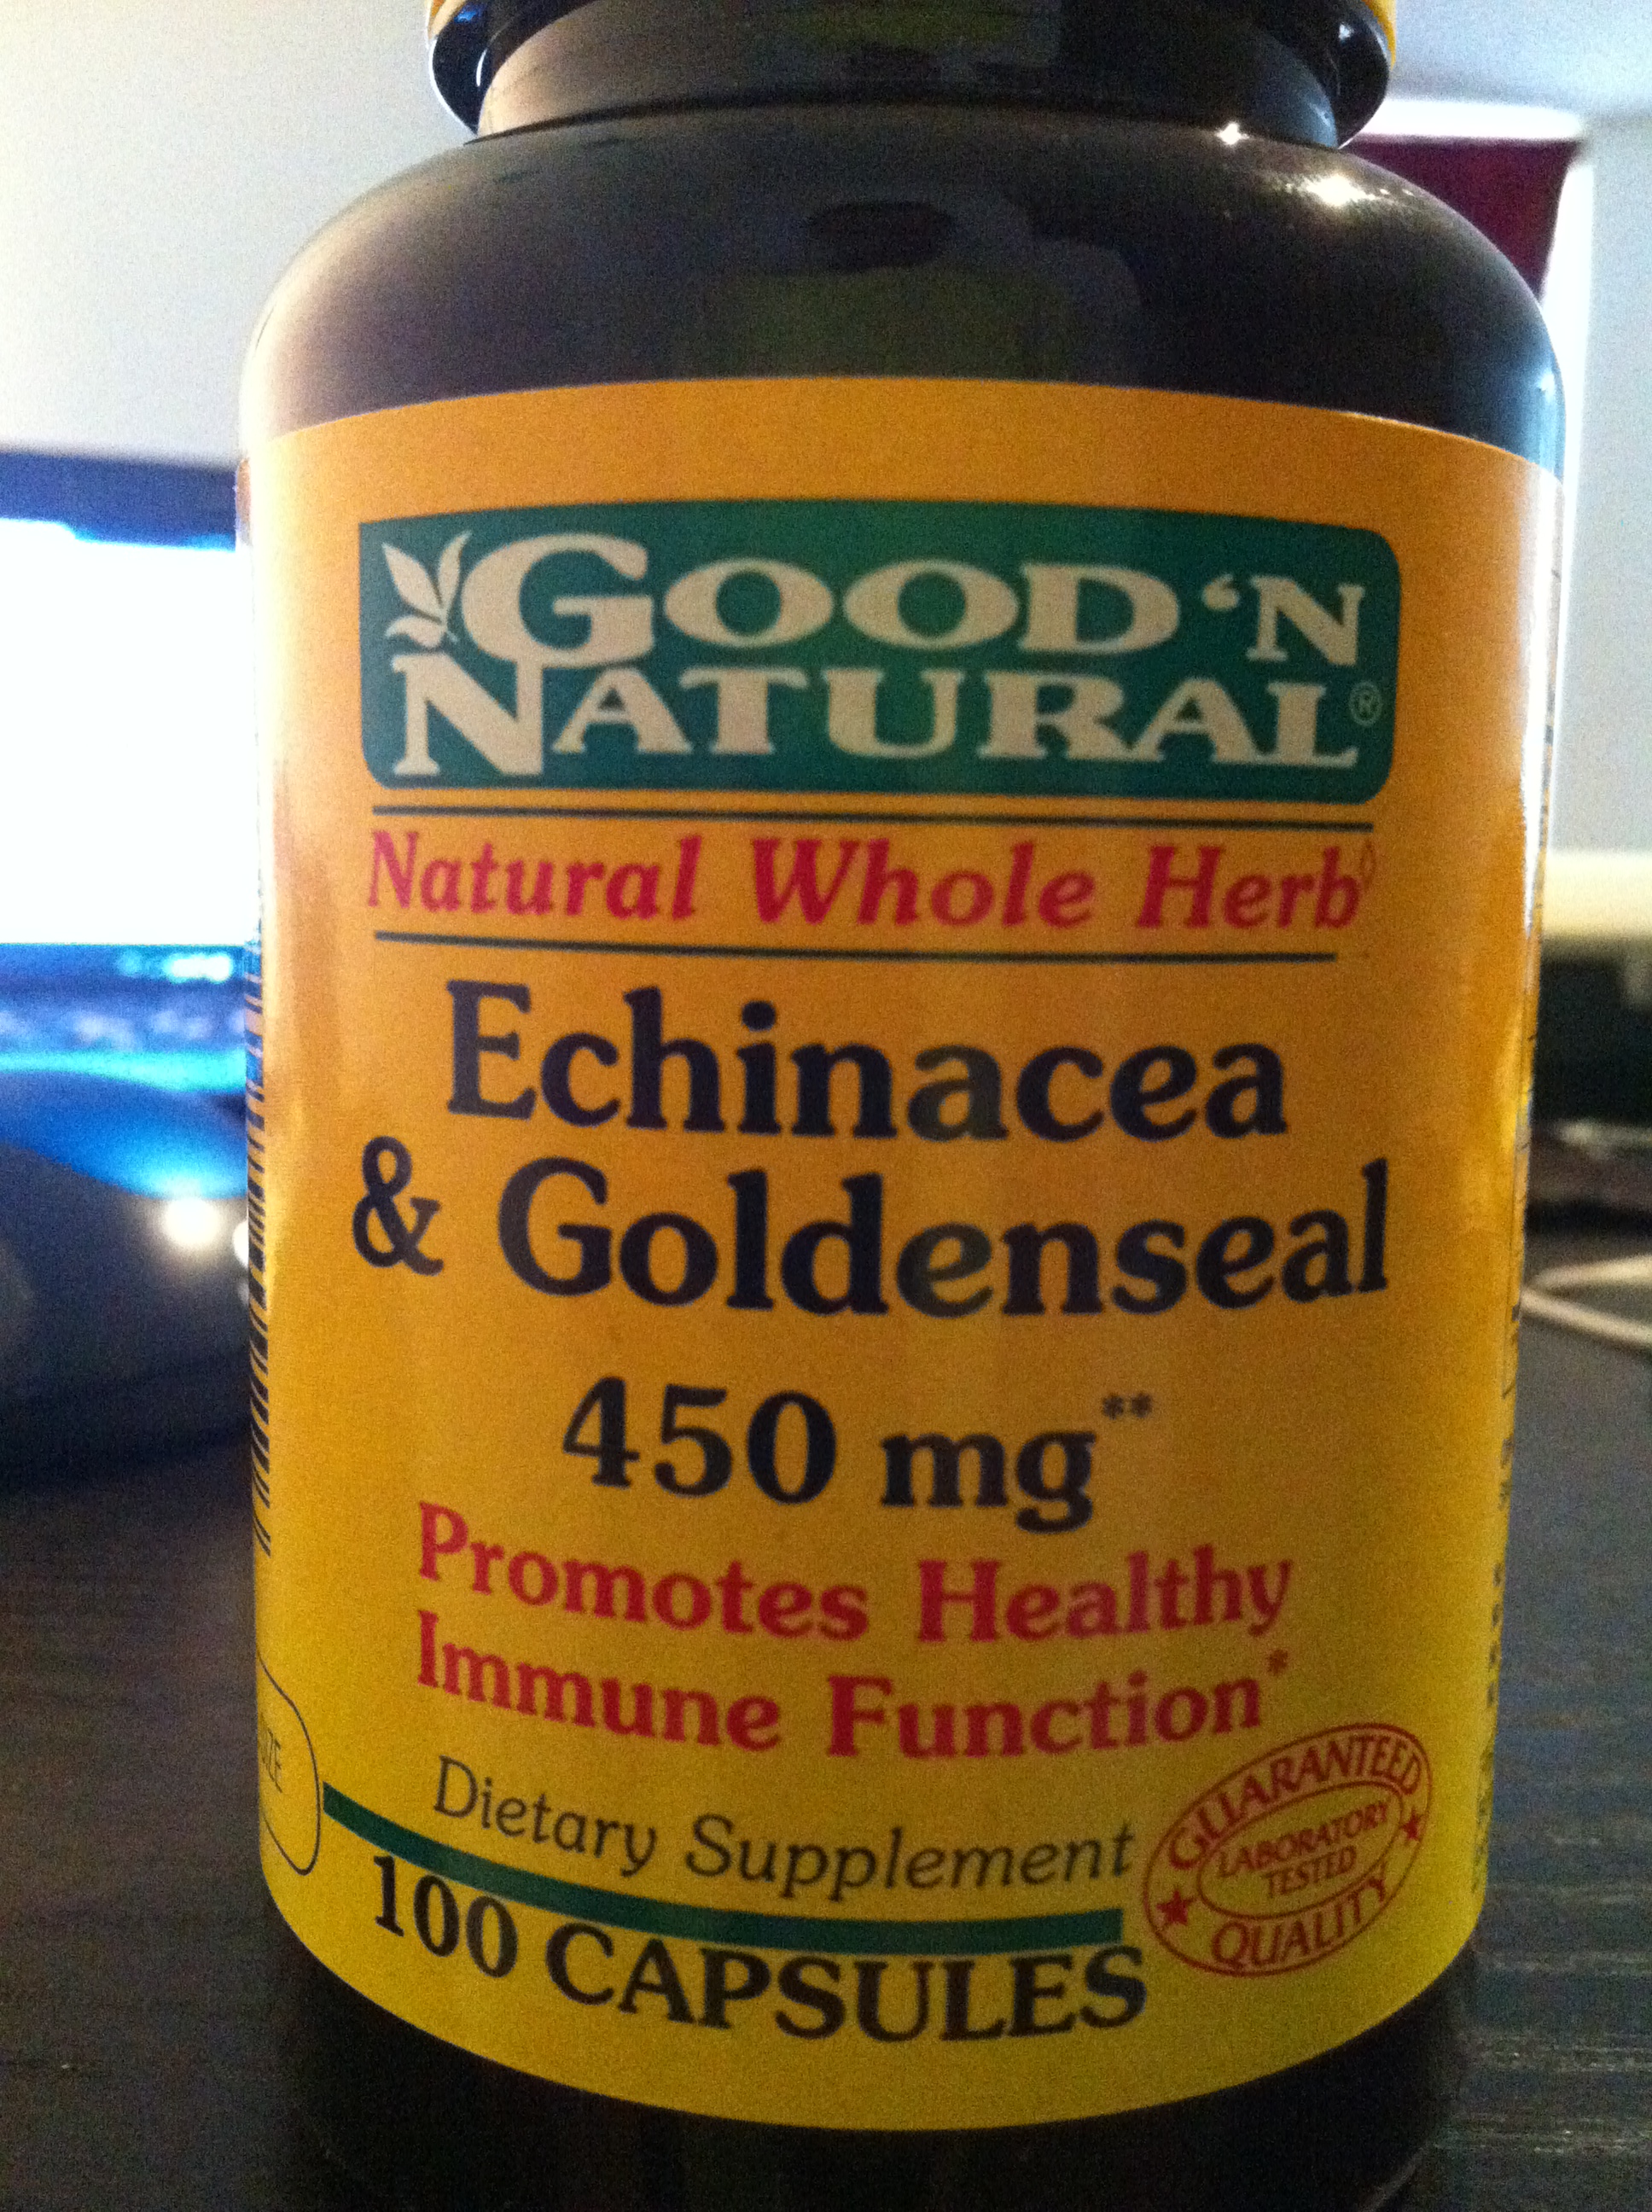 GOOD 'N
NATURAL®
Natural Whole Herb◊
Echinacea
& Goldenseal
450 mg**
Promotes Healthy
Immune Function*
Dietary Supplement
100 CAPSULES
GUARANTEED
LABORATORY
TESTED
QUALITY